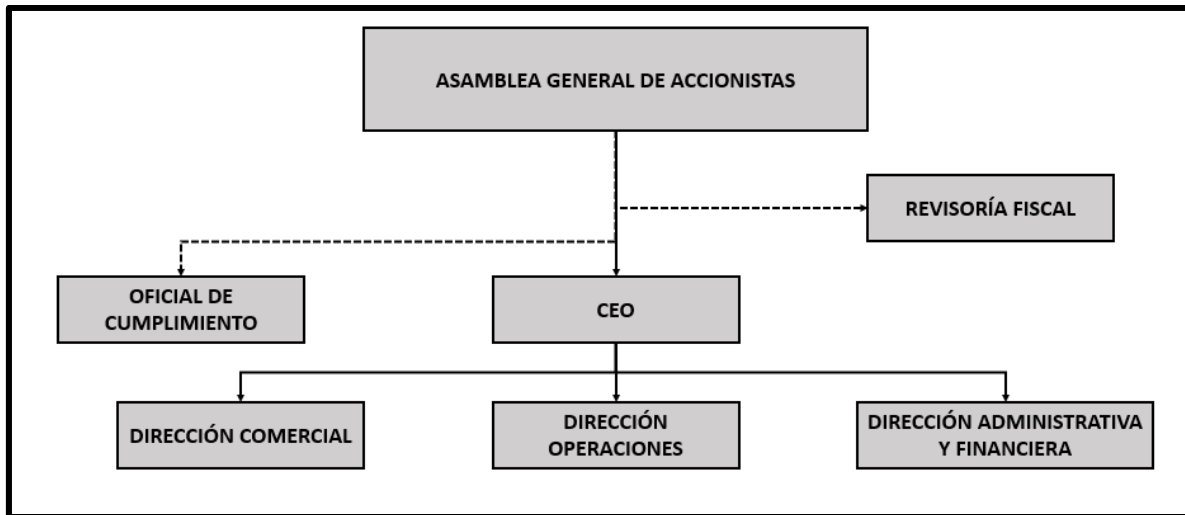 ASAMBLEA GENERAL DE ACCIONISTAS
REVISORÍA FISCAL
OFICIAL DE
CUMPLIMIENTO
CEO
DIRECCIÓN COMERCIAL
DIRECCIÓN
OPERACIONES
DIRECCIÓN ADMINISTRATIVA
Y FINANCIERA